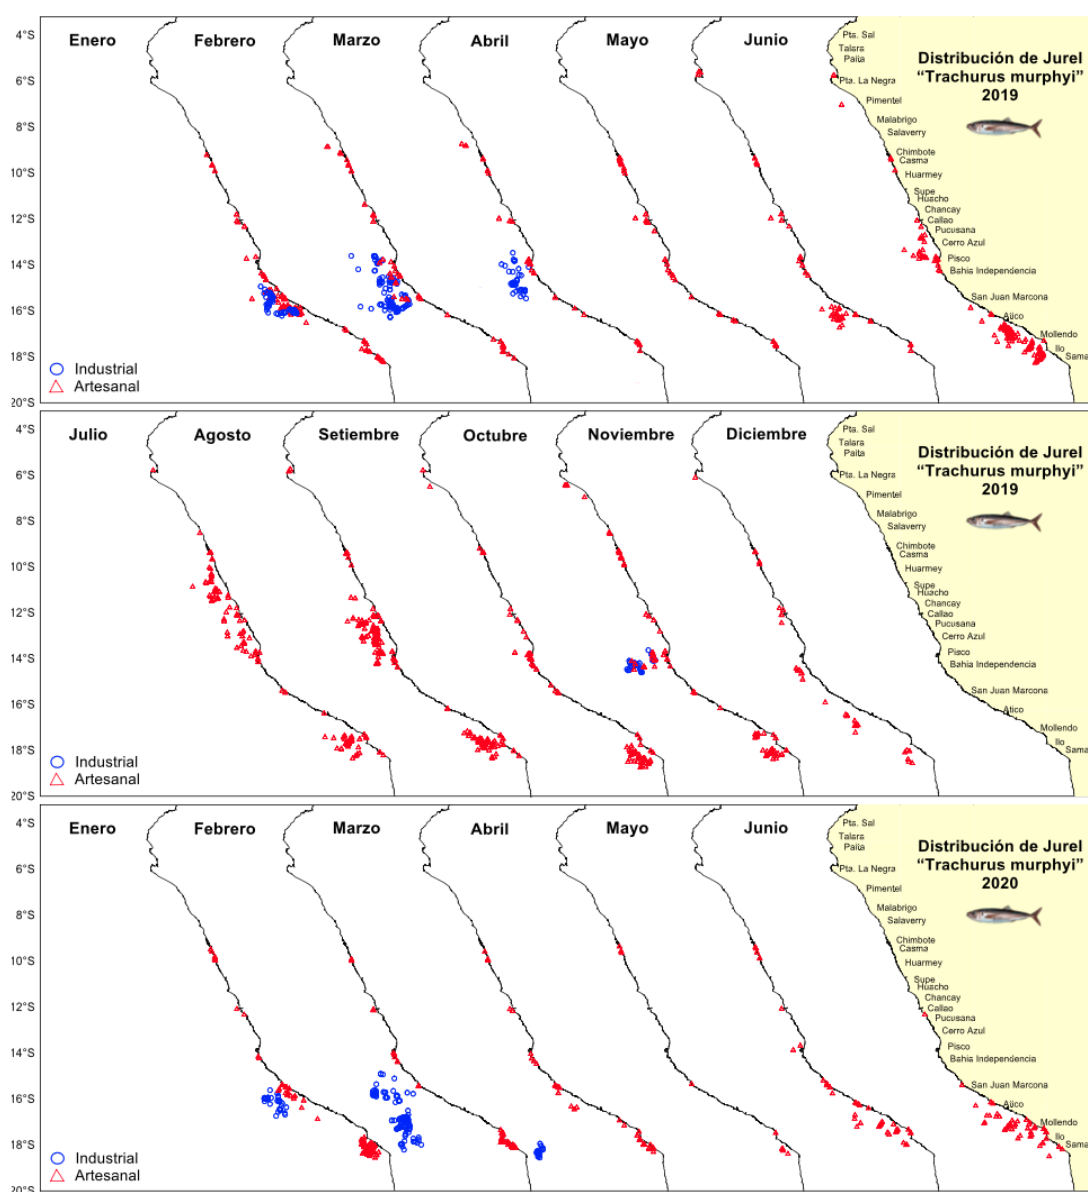 Enero
Febrero
Marzo
Abril
Mayo
Junio
Distribución de Jurel
“Trachurus murphyi”
2019
4°S
6°S
8°S
10°S
12°S
14°S
16°S
18°S
20°S
Pta. Sal
Talara
Paita
Pta. La Negra
Pimentel
Malabrigo
Salaverry
Chimbote
Casma
Huarmey
Supe
Huacho
Chancay
Callao
Pucusana
Cerro Azul
Pisco
Bahia Independencia
San Juan Marcona
Atico
Mollendo
Ilo
Sama
Industrial
Artesanal
Julio
Agosto
Setiembre
Octubre
Noviembre
Diciembre
Distribución de Jurel
“Trachurus murphyi”
2019
4°S
6°S
8°S
10°S
12°S
14°S
16°S
18°S
20°S
Pta. Sal
Talara
Paita
Pta. La Negra
Pimentel
Malabrigo
Salaverry
Chimbote
Casma
Huarmey
Supe
Huacho
Chancay
Callao
Pucusana
Cerro Azul
Pisco
Bahia Independencia
San Juan Marcona
Atico
Mollendo
Ilo
Sama
Industrial
Artesanal
Enero
Febrero
Marzo
Abril
Mayo
Junio
Distribución de Jurel
“Trachurus murphyi”
2020
4°S
6°S
8°S
10°S
12°S
14°S
16°S
18°S
20°S
Pta. Sal
Talara
Paita
Pta. La Negra
Pimentel
Malabrigo
Salaverry
Chimbote
Casma
Huarmey
Supe
Huacho
Chancay
Callao
Pucusana
Cerro Azul
Pisco
Bahia Independencia
San Juan Marcona
Atico
Mollendo
Ilo
Sama
Industrial
Artesanal